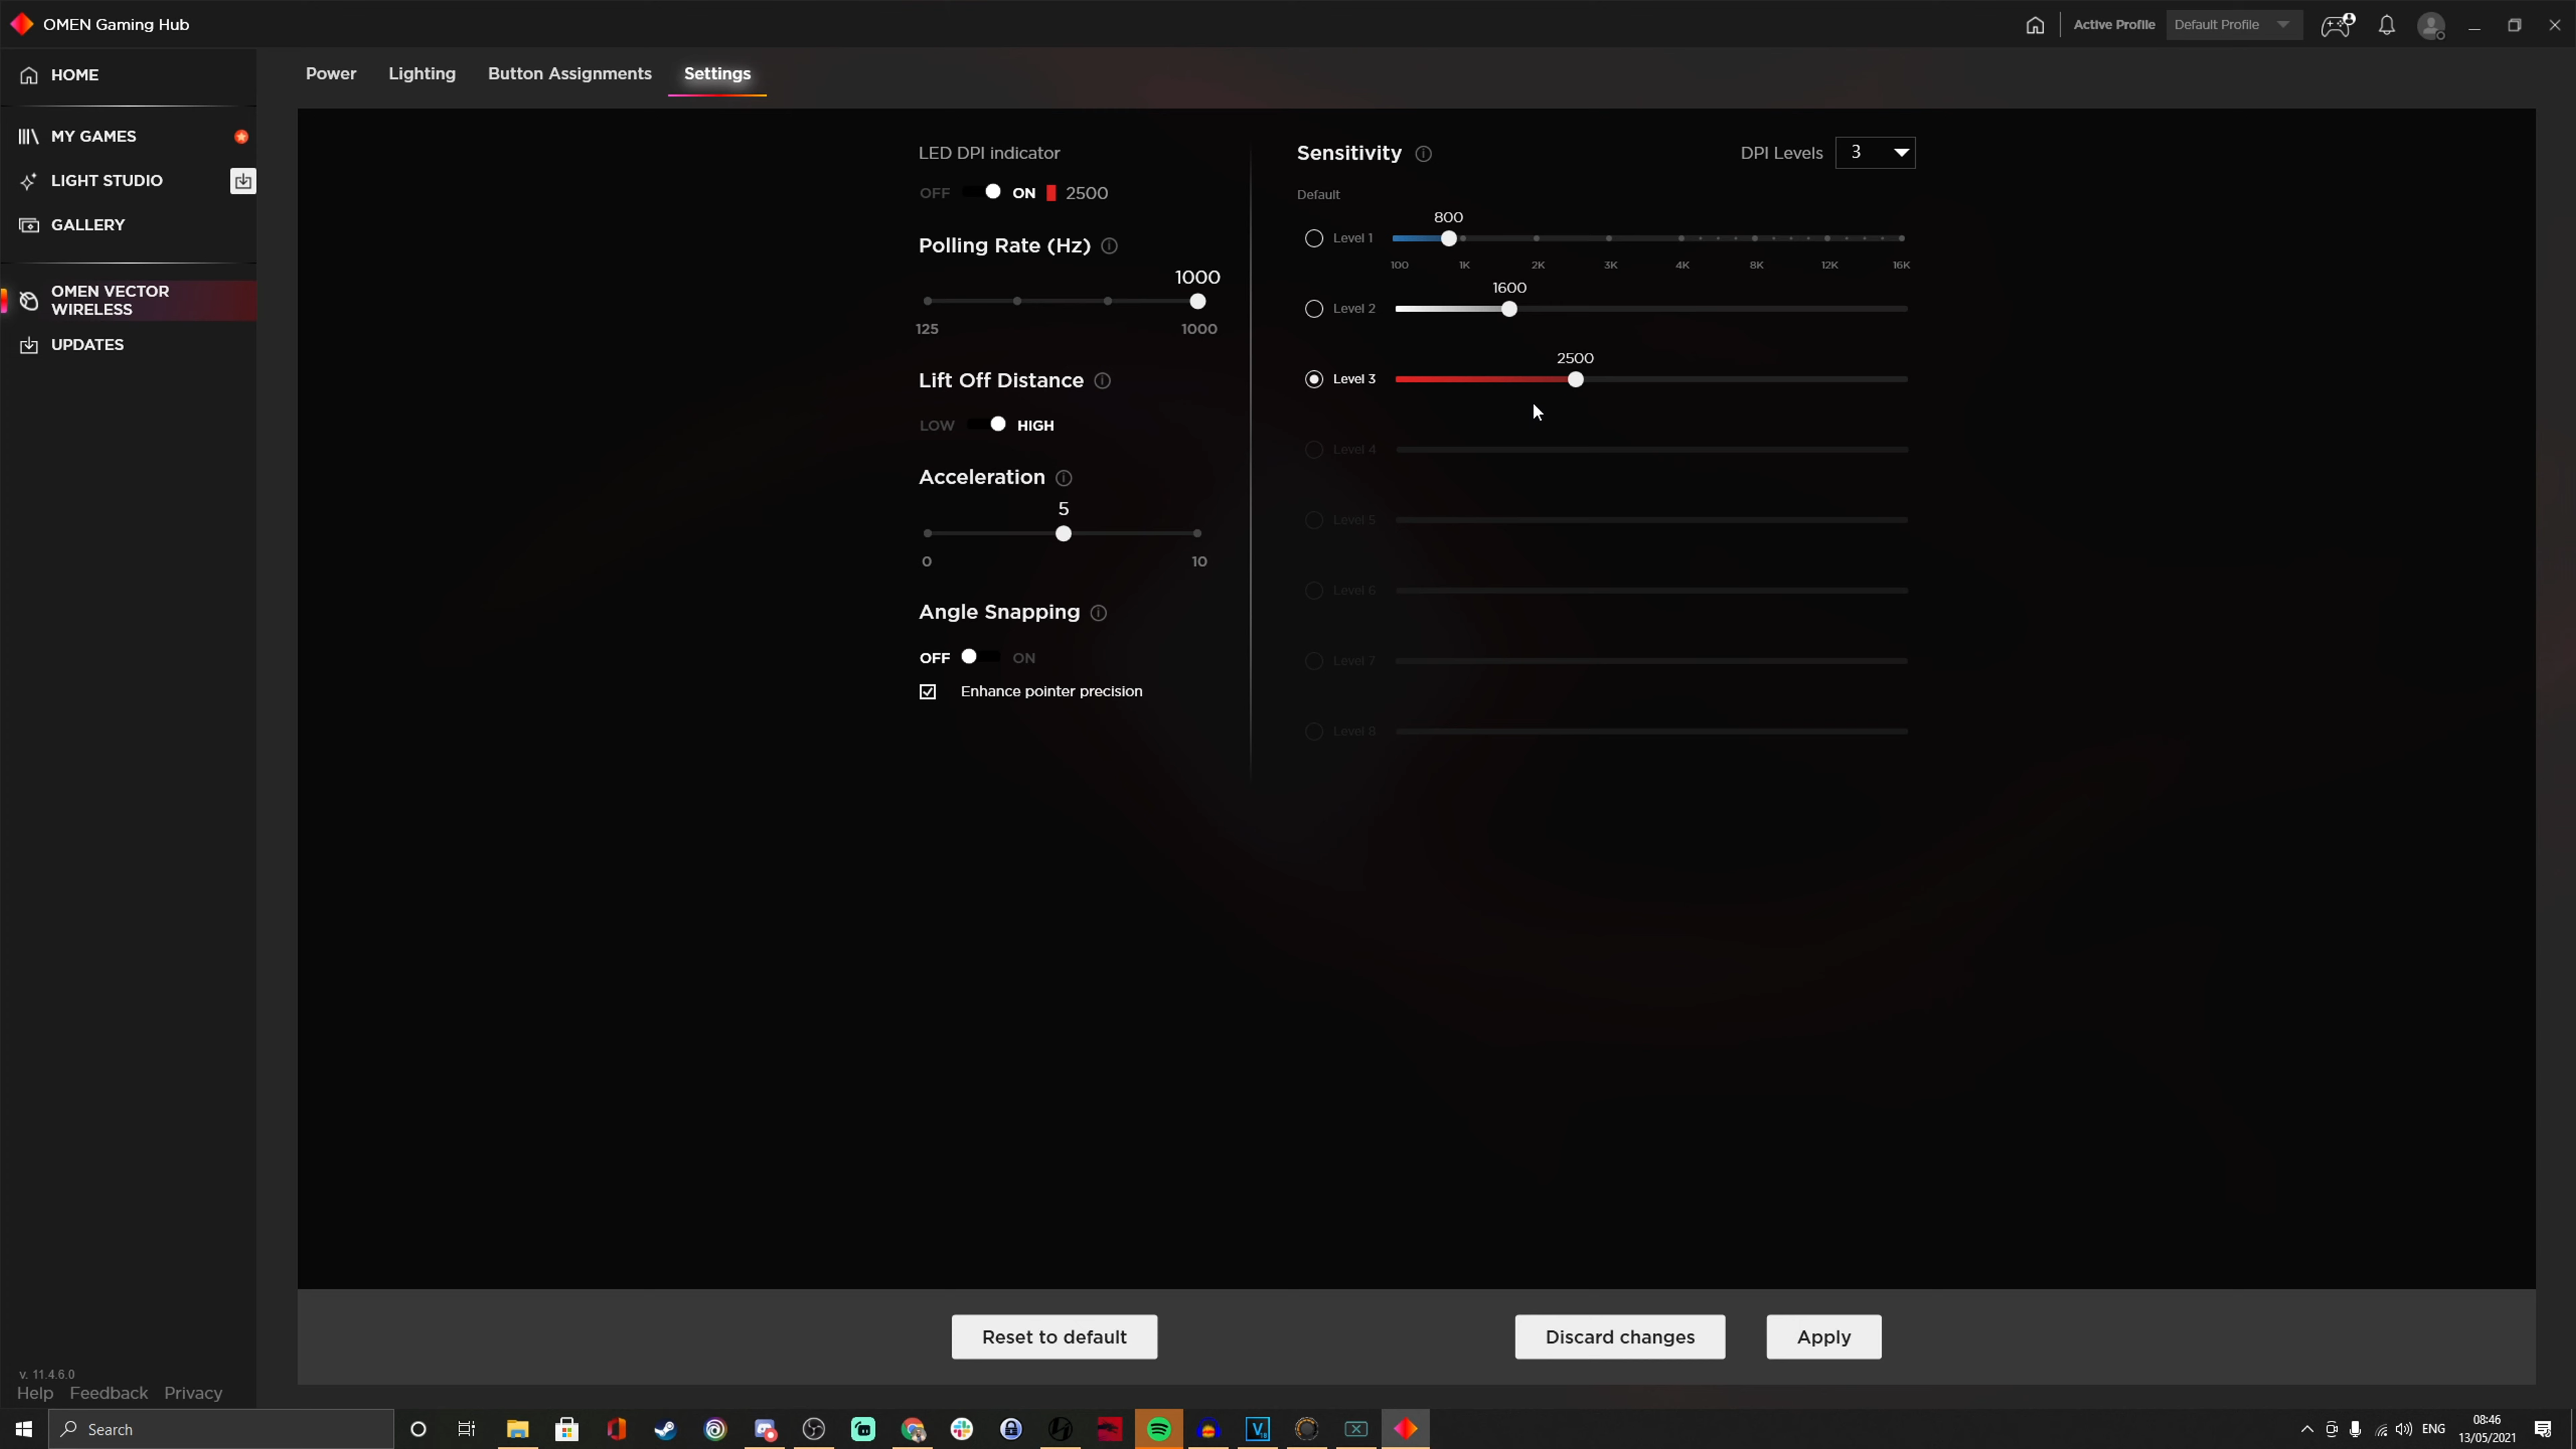 OMEN Gaming Hub
Active Profile
Default Profile
HOME
MY GAMES
LIGHT STUDIO
GALLERY
OMEN VECTOR
WIRELESS
UPDATES
Power
Lighting
Button Assignments
Settings
LED DPI indicator
OFF
ON
2500
Polling Rate (Hz)
1000
125
1000
Lift Off Distance
LOW
HIGH
Acceleration
5
0
10
Angle Snapping
OFF
ON
Enhance pointer precision
Sensitivity
DPI Levels
3
Default
800
Level 1
100
1K
2K
3K
4K
8K
12K
16K
1600
Level 2
2500
Level 3
Level 4
Level 5
Level 6
Level 7
Level 8
Reset to default
Discard changes
Apply
v. 11.4.6.0
Help
Feedback
Privacy
Search
ENG
08:46
13/05/2021